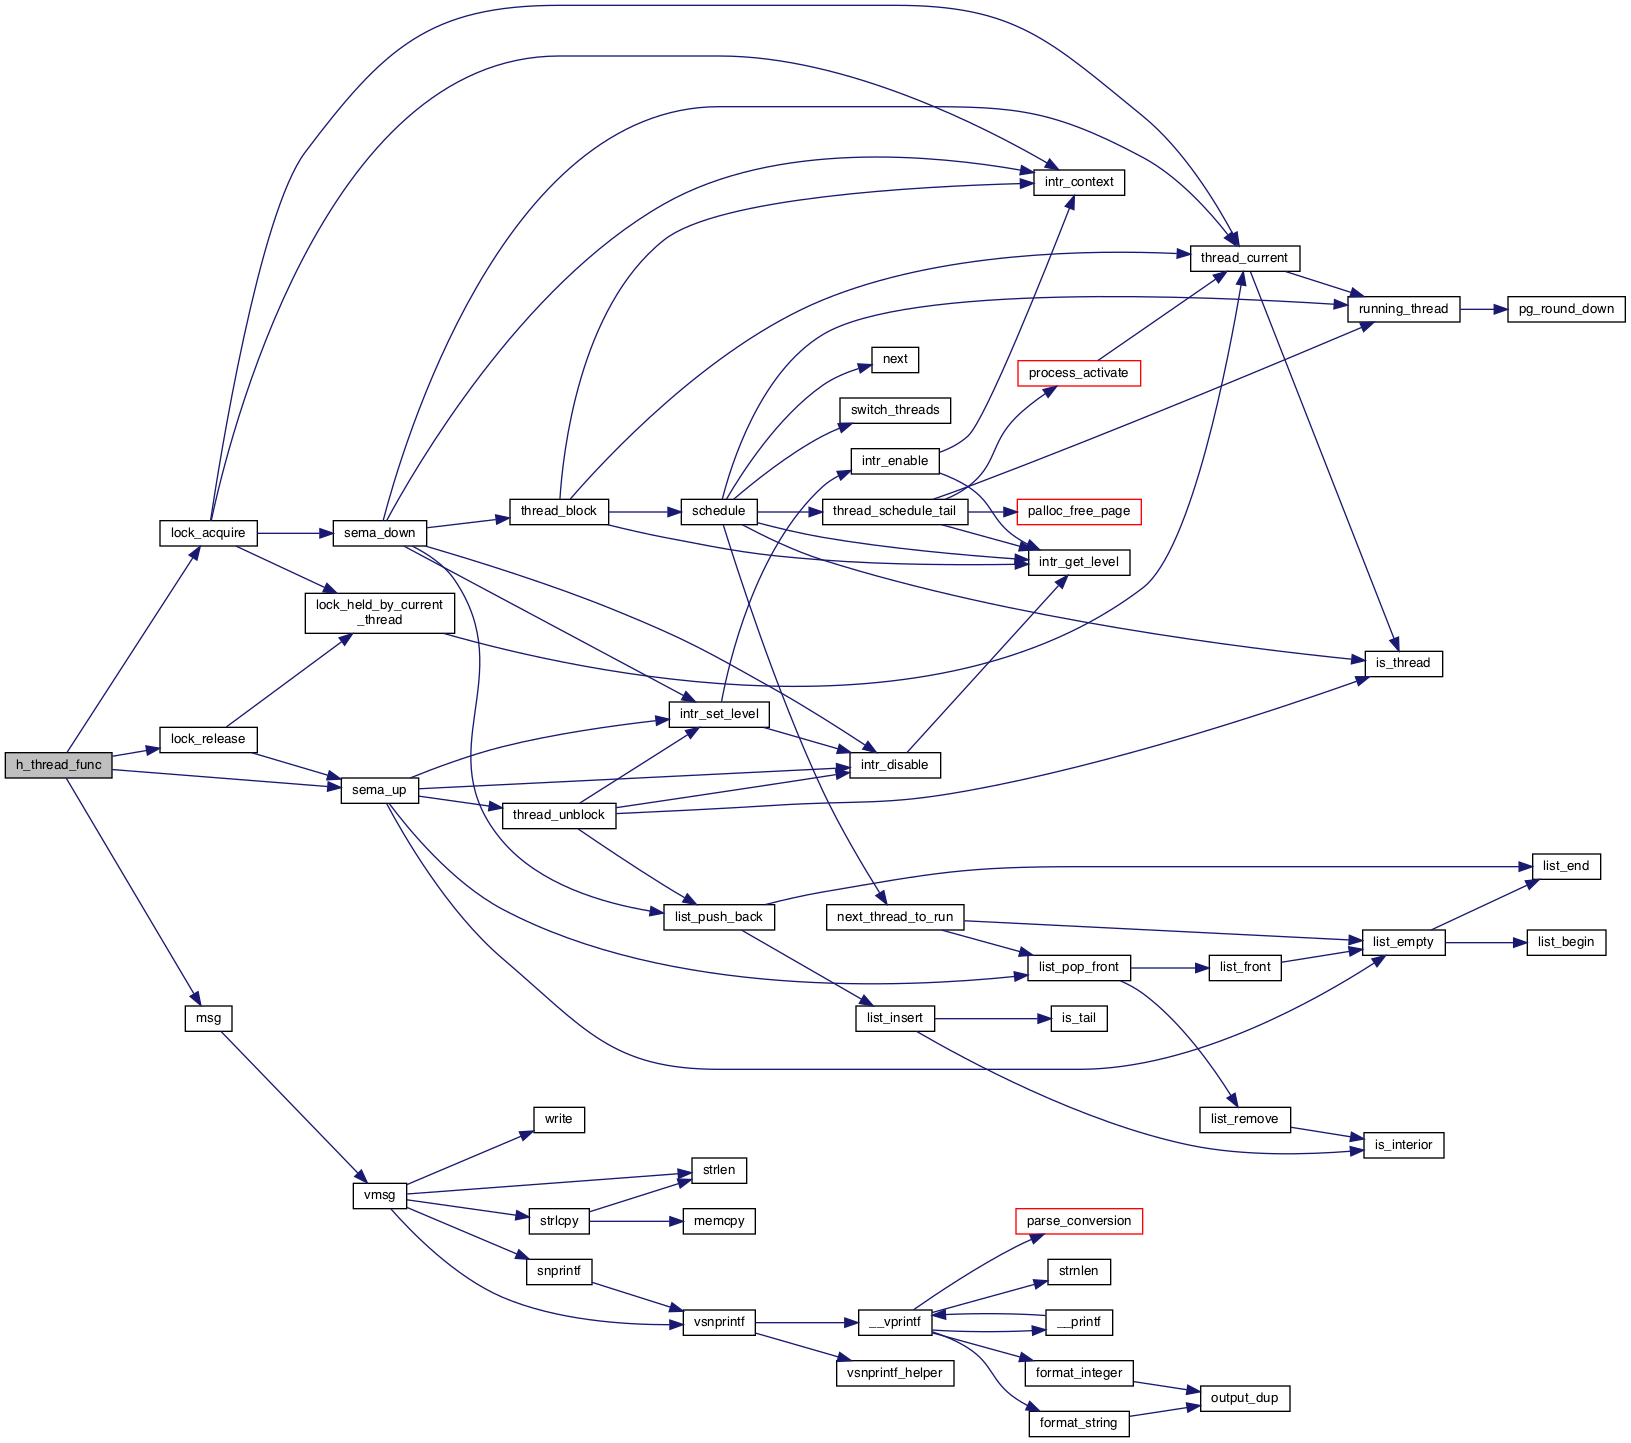 intr_context
thread_current
running_thread
pg_round_down
next
process_activate
switch_threads
intr_enable
lock_acquire
sema_down
thread_block
schedule
thread_schedule_tail
palloc_free_page
intr_get_level
lock_held_by_current
_thread
is_thread
intr_set_level
lock_release
h_thread_func
intr_disable
sema_up
thread_unblock
list_end
list_push_back
next_thread_to_run
list_empty
list_begin
list_pop_front
list_front
msg
list_insert
is_tail
write
list_remove
is_interior
strlen
vmsg
strlcpy
memcpy
parse_conversion
snprintf
strnlen
vsnprintf
__vprintf
__printf
vsnprintf_helper
format_integer
output_dup
format_string